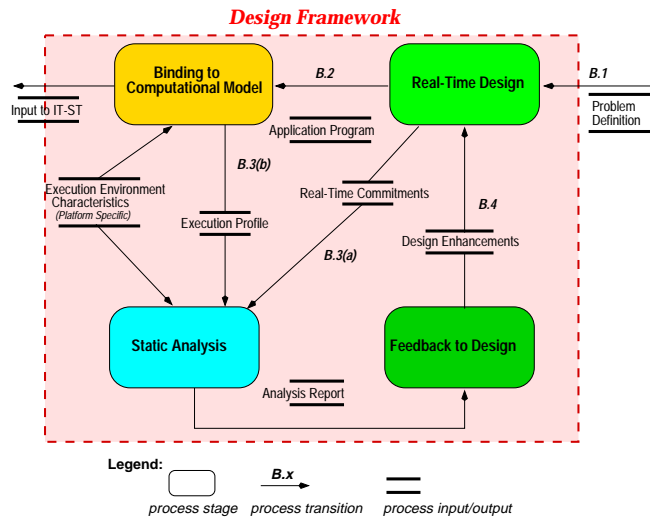 Design Framework
Binding to
Computational Model
B.2
Real-Time Design
B.1
Input to IT-ST
Application Program
Problem
Definition
B.3(b)
Execution Environment
Characteristics
(Platform Specific)
Real-Time Commitments
B.4
Execution Profile
B.3(a)
Design Enhancements
Static Analysis
Feedback to Design
Analysis Report
Legend:
B.x
process stage
process transition
process input/output